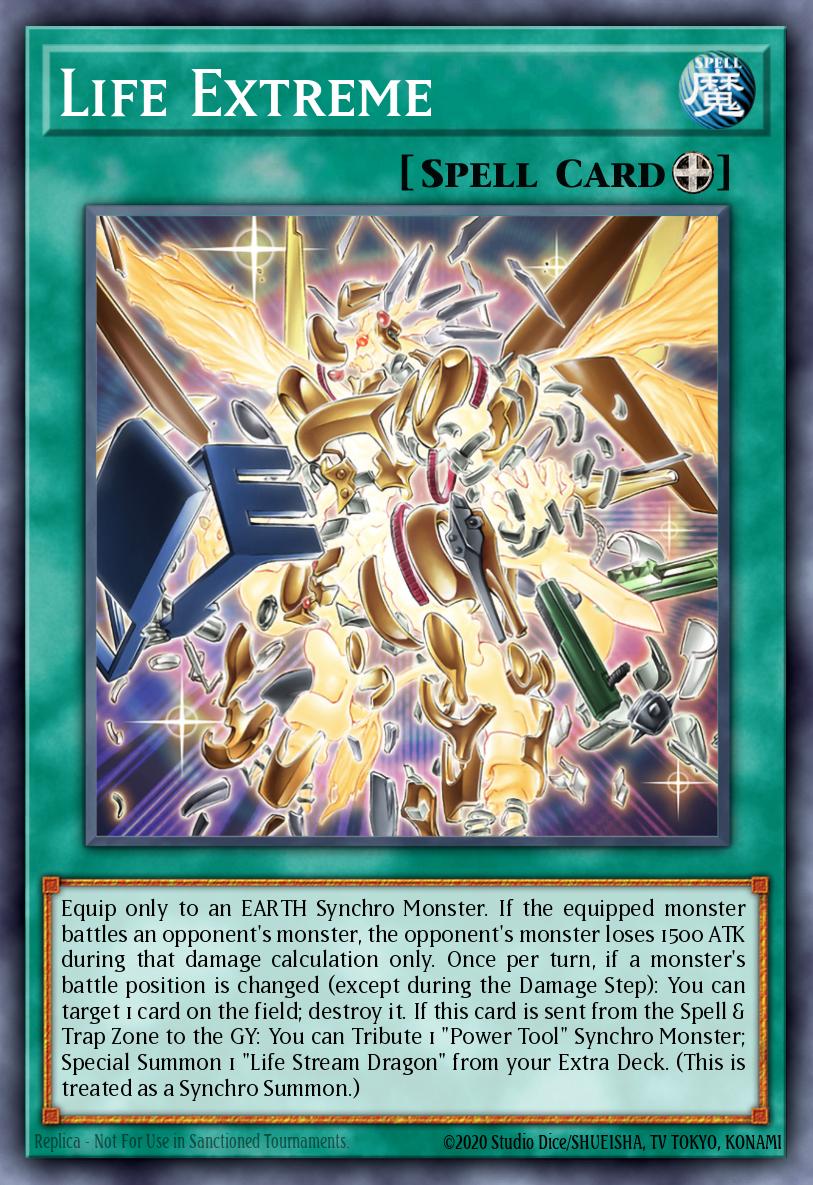 Life Extreme
SPELL
魔
[Spell Card]
Equip only to an EARTH Synchro Monster. If the equipped monster
battles an opponent's monster, the opponent's monster loses 1500 ATK
during that damage calculation only. Once per turn, if a monster's
battle position is changed (except during the Damage Step): You can
target 1 card on the field; destroy it. If this card is sent from the Spell &
Trap Zone to the GY: You can Tribute 1 "Power Tool" Synchro Monster;
Special Summon 1 "Life Stream Dragon" from your Extra Deck. (This is
treated as a Synchro Summon.)
Replica - Not For Use in Sanctioned Tournaments.
©2020 Studio Dice/SHUEISHA, TV TOKYO, KONAMI